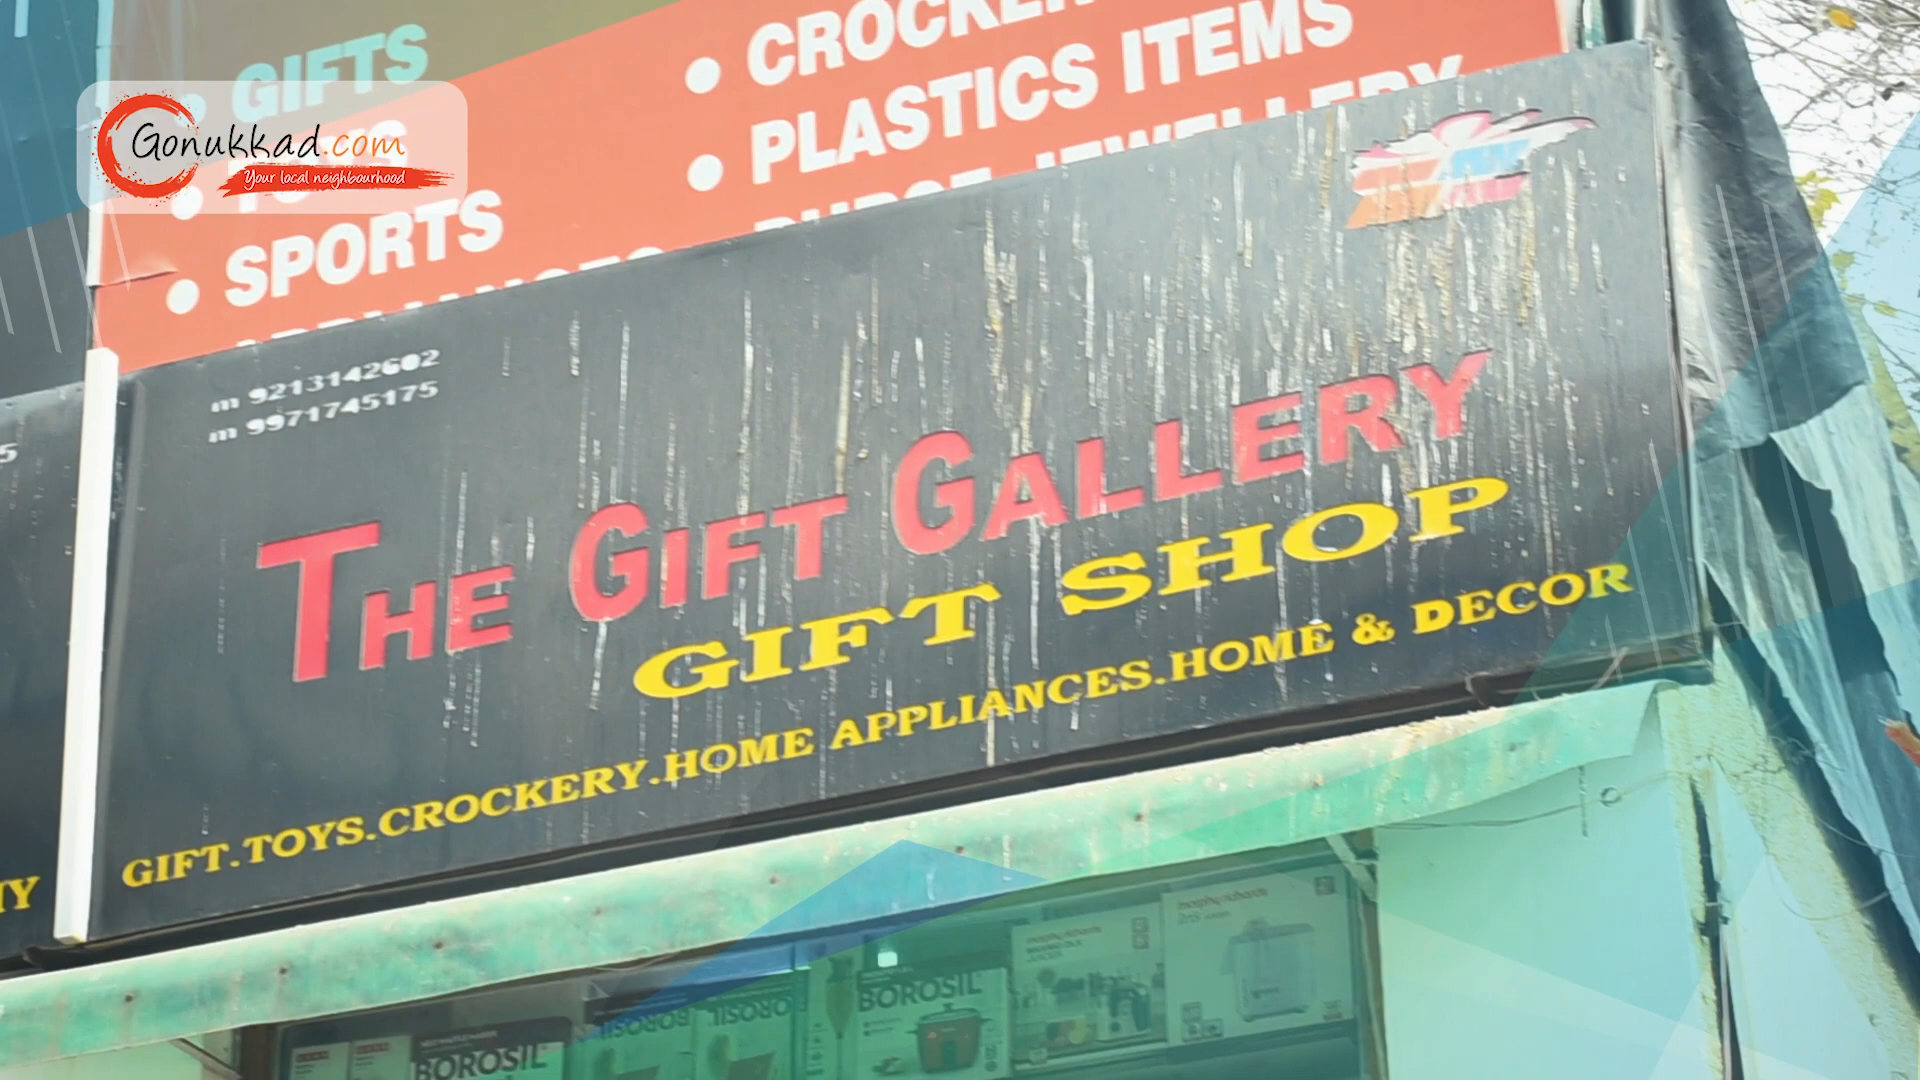 GIFTS
TOYS
SPORTS
PLASTICS ITEMS
Gonukkad.com
Your local neighbourhood
m 9213142602
m 9971745175
THE GIFT GALLERY
GIFT SHOP
GIFT.TOYS.CROCKERY.HOME APPLIANCES.HOME & DECOR
BOROSIL
BOROSIL
BOROSIL
BOROSIL